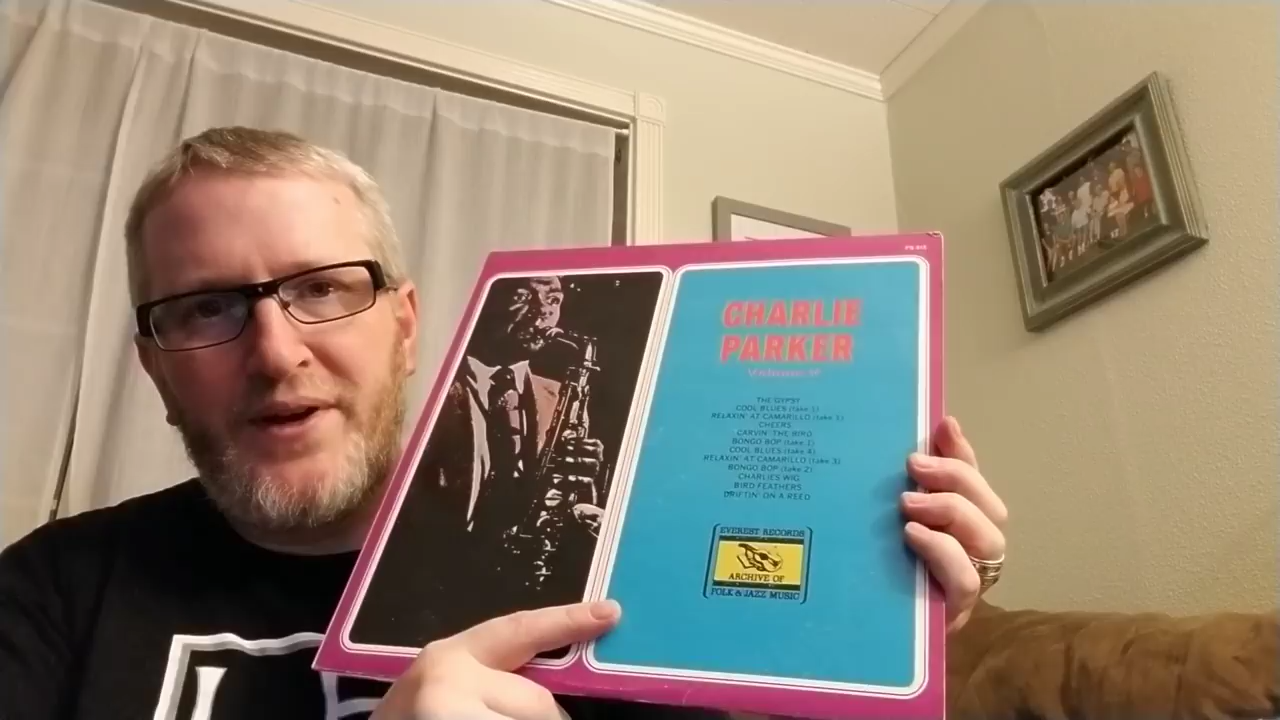 CHARLIE
PARKER
Volume
THE GYPSY
COOL BLUES (take 1)
RELAXIN' AT CAMARILLO (take 1)
CHEERS
CARVIN' THE BIRD
BONGO BOP (take 1)
COOL BLUES (take 4)
RELAXIN' AT CAMARILLO (take 3)
BONGO BOP (take 2)
CHARLIES WIG
BIRD FEATHERS
DRIFTIN' ON A REED
EVEREST RECORDS
ARCHIVE OF
FOLK & JAZZ MUSIC